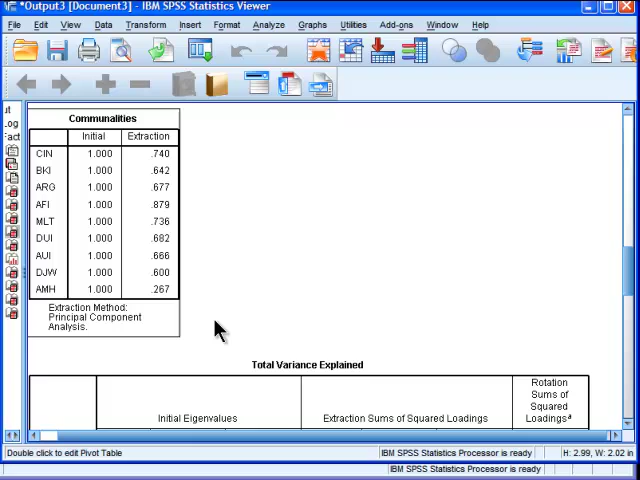 *Output3 [Document3] - IBM SPSS Statistics Viewer
File Edit View Data Transform Insert Format Analyze Graphs Utilities Add-ons Window Help
Log
Communalities
Initial Extraction
CIN 1.000 .740
BKI 1.000 .642
ARG 1.000 .677
AFI 1.000 .879
MLT 1.000 .736
DUI 1.000 .682
AUI 1.000 .666
DJW 1.000 .600
AMH 1.000 .267
Extraction Method:
Principal Component
Analysis.
Total Variance Explained
Initial Eigenvalues Extraction Sums of Squared Loadings Rotation
Sums of
Squared
Loadingsᵃ
Double click to edit Pivot Table IBM SPSS Statistics Processor is ready H: 2.99, W: 2.02 in
IBM SPSS Statistics Processor is ready